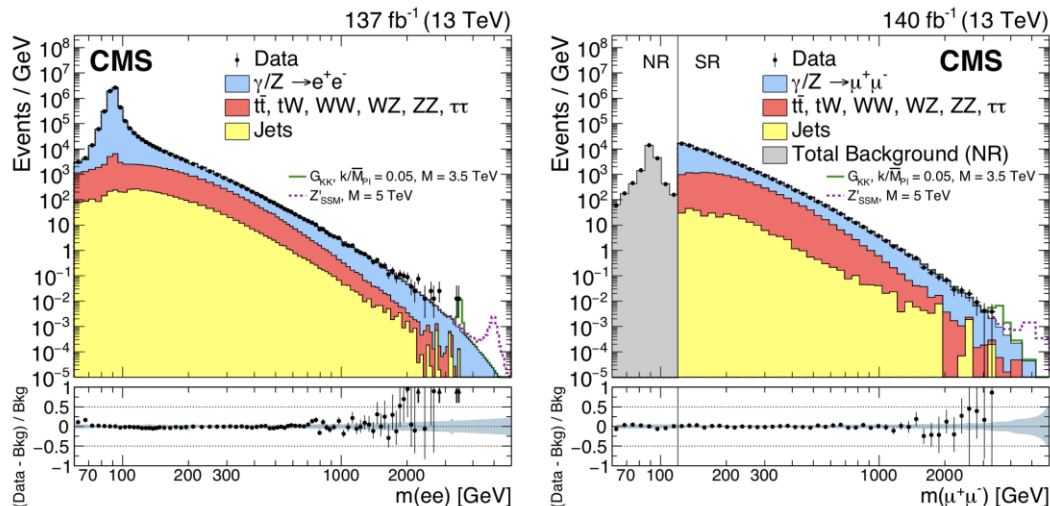 137 fb⁻¹ (13 TeV)
Events / GeV
10⁸
10⁷
10⁶
10⁵
10⁴
10³
10²
10
1
10⁻¹
10⁻²
10⁻³
10⁻⁴
10⁻⁵
CMS
Data
γ/Z → e⁺e⁻
tt̄, tW, WW, WZ, ZZ, ττ
Jets
G_KK, k/M̄_Pl = 0.05, M = 3.5 TeV
Z'_SSM, M = 5 TeV
(Data - Bkg) / Bkg
1
0.5
0
−0.5
−1
70 100 200 300 1000 2000
m(ee) [GeV]
140 fb⁻¹ (13 TeV)
Events / GeV
10⁸
10⁷
10⁶
10⁵
10⁴
10³
10²
10
1
10⁻¹
10⁻²
10⁻³
10⁻⁴
10⁻⁵
NR SR
CMS
Data
γ/Z → μ⁺μ⁻
tt̄, tW, WW, WZ, ZZ, ττ
Jets
Total Background (NR)
G_KK, k/M̄_Pl = 0.05, M = 3.5 TeV
Z'_SSM, M = 5 TeV
(Data - Bkg) / Bkg
1
0.5
0
−0.5
−1
70 100 200 300 1000 2000
m(μ⁺μ⁻) [GeV]